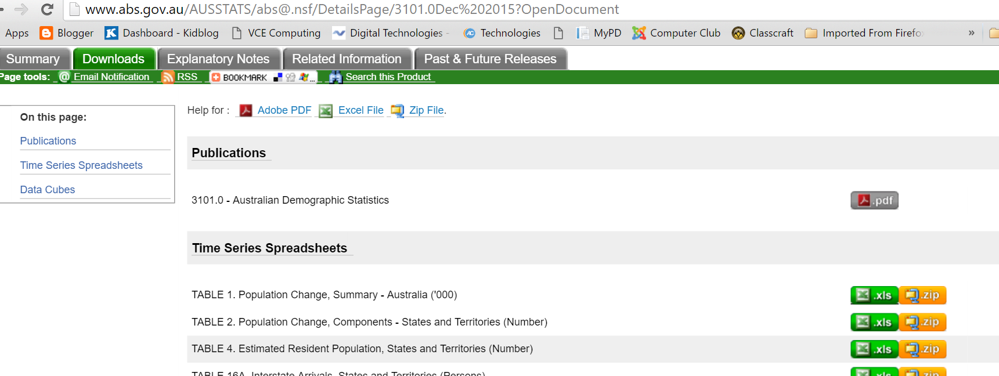 www.abs.gov.au/AUSSTATS/abs@.nsf/DetailsPage/3101.0Dec%202015?OpenDocument
Apps Blogger Dashboard - Kidblog VCE Computing Digital Technologies - Technologies MyPD Computer Club Classcraft Imported From Firefo »
Summary Downloads Explanatory Notes Related Information Past & Future Releases
Page tools: Email Notification RSS BOOKMARK ... Search this Product
Help for : Adobe PDF Excel File Zip File.
On this page:
Publications
Time Series Spreadsheets
Data Cubes
Publications
3101.0 - Australian Demographic Statistics .pdf
Time Series Spreadsheets
TABLE 1. Population Change, Summary - Australia ('000) .xls .zip
TABLE 2. Population Change, Components - States and Territories (Number) .xls .zip
TABLE 4. Estimated Resident Population, States and Territories (Number) .xls .zip
TABLE 16A. Interstate Arrivals, States and Territories (Persons) .xls .zip